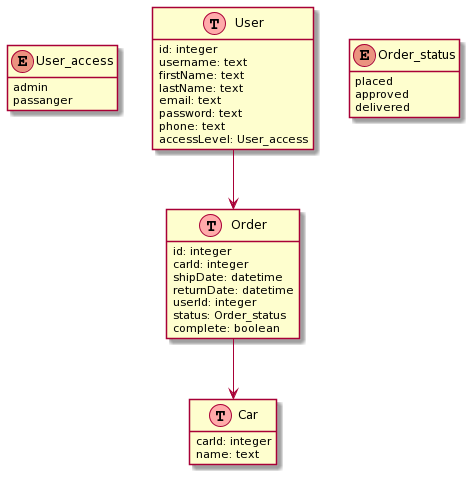 E User_access
admin
passanger
T User
id: integer
username: text
firstName: text
lastName: text
email: text
password: text
phone: text
accessLevel: User_access
E Order_status
placed
approved
delivered
T Order
id: integer
carId: integer
shipDate: datetime
returnDate: datetime
userId: integer
status: Order_status
complete: boolean
T Car
carId: integer
name: text